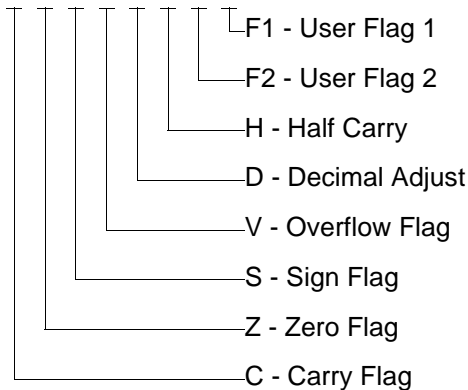 F1 - User Flag 1
F2 - User Flag 2
H - Half Carry
D - Decimal Adjust
V - Overflow Flag
S - Sign Flag
Z - Zero Flag
C - Carry Flag